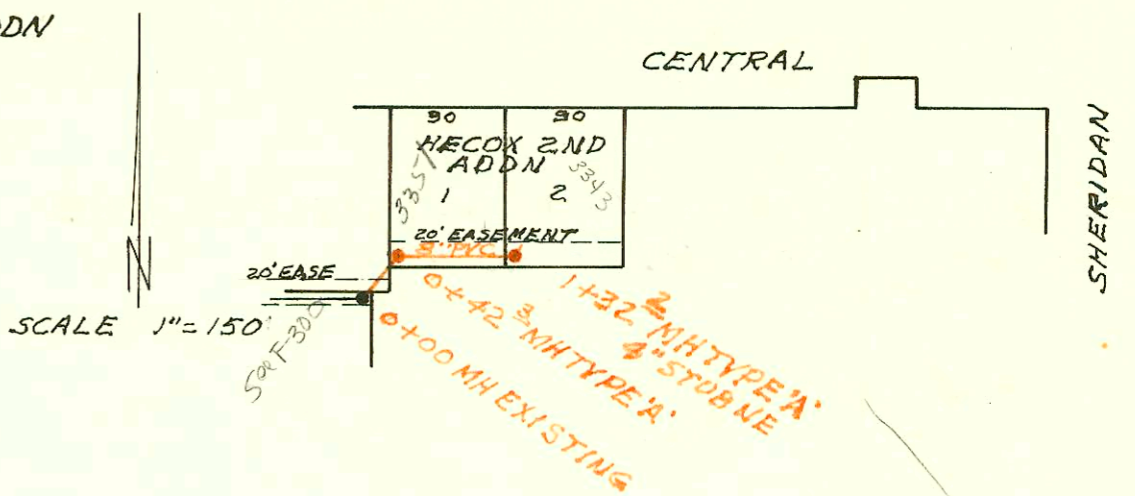 DDN
CENTRAL
SHERIDAN
90 90
HECOX 2ND
ADDN
3357 3343
1 2
20' EASEMENT
8" PVC
20' EASE
N
SCALE 1"=150'
See F-300
0+00 MH EXISTING
0+42 3 MH TYPE 'A'
1+32 2 MH TYPE 'A'
4" STUB NE